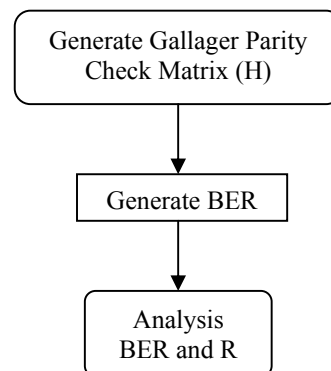 Generate Gallager Parity
Check Matrix (H)
Generate BER
Analysis
BER and R